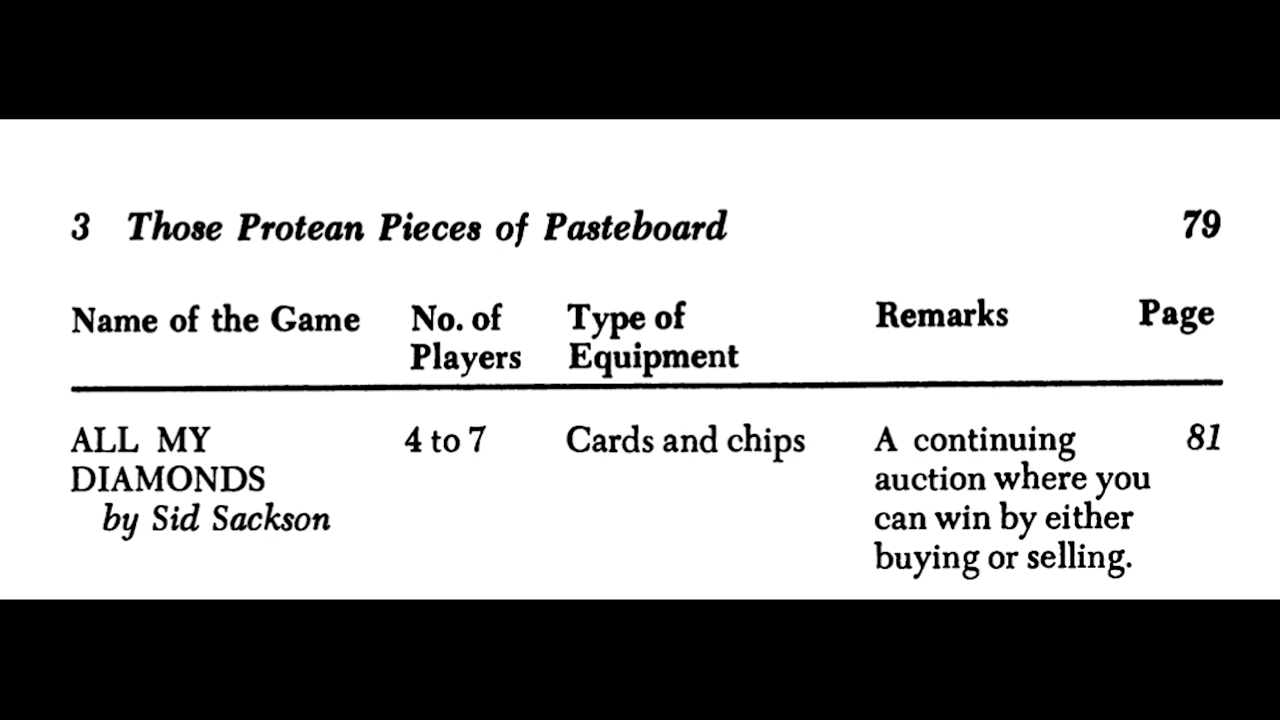 3 Those Protean Pieces of Pasteboard 79
Name of the Game No. of Players Type of Equipment Remarks Page
ALL MY DIAMONDS by Sid Sackson 4 to 7 Cards and chips A continuing auction where you can win by either buying or selling. 81